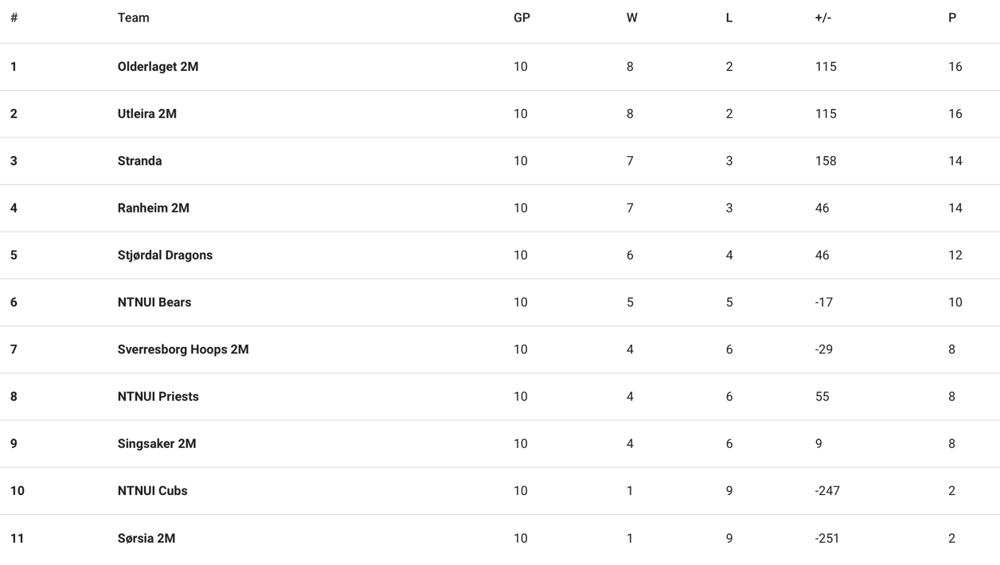 # Team GP W L +/- P
1 Olderlaget 2M 10 8 2 115 16
2 Utleira 2M 10 8 2 115 16
3 Stranda 10 7 3 158 14
4 Ranheim 2M 10 7 3 46 14
5 Stjørdal Dragons 10 6 4 46 12
6 NTNUI Bears 10 5 5 -17 10
7 Sverresborg Hoops 2M 10 4 6 -29 8
8 NTNUI Priests 10 4 6 55 8
9 Singsaker 2M 10 4 6 9 8
10 NTNUI Cubs 10 1 9 -247 2
11 Sørsia 2M 10 1 9 -251 2